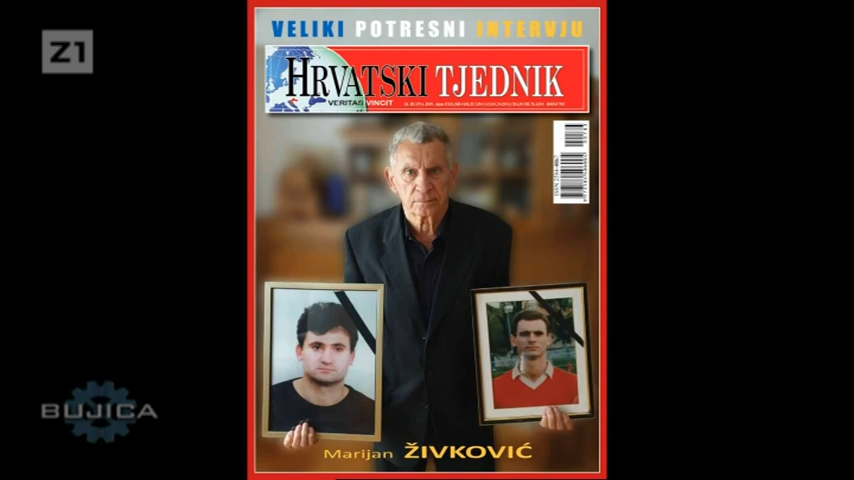 Z1
VELIKI POTRESNI INTERVJU
HRVATSKI TJEDNIK
VERITAS VINCIT
BUJICA
Marijan ŽIVKOVIĆ